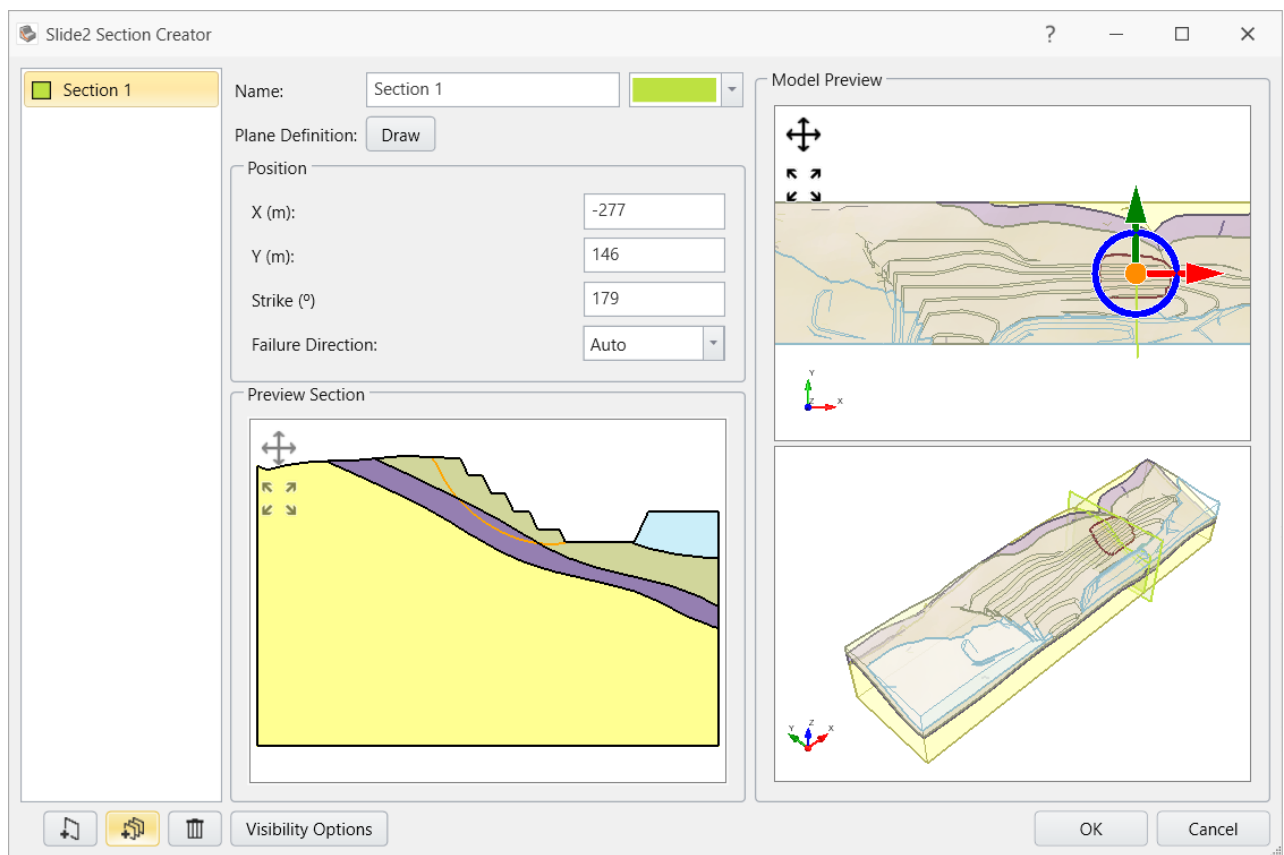 Slide2 Section Creator
?
Section 1
Name:
Section 1
Plane Definition:
Draw
Position
X (m):
-277
Y (m):
146
Strike (º)
179
Failure Direction:
Auto
Preview Section
Model Preview
Y
Z
X
Y
Z
X
Visibility Options
OK
Cancel